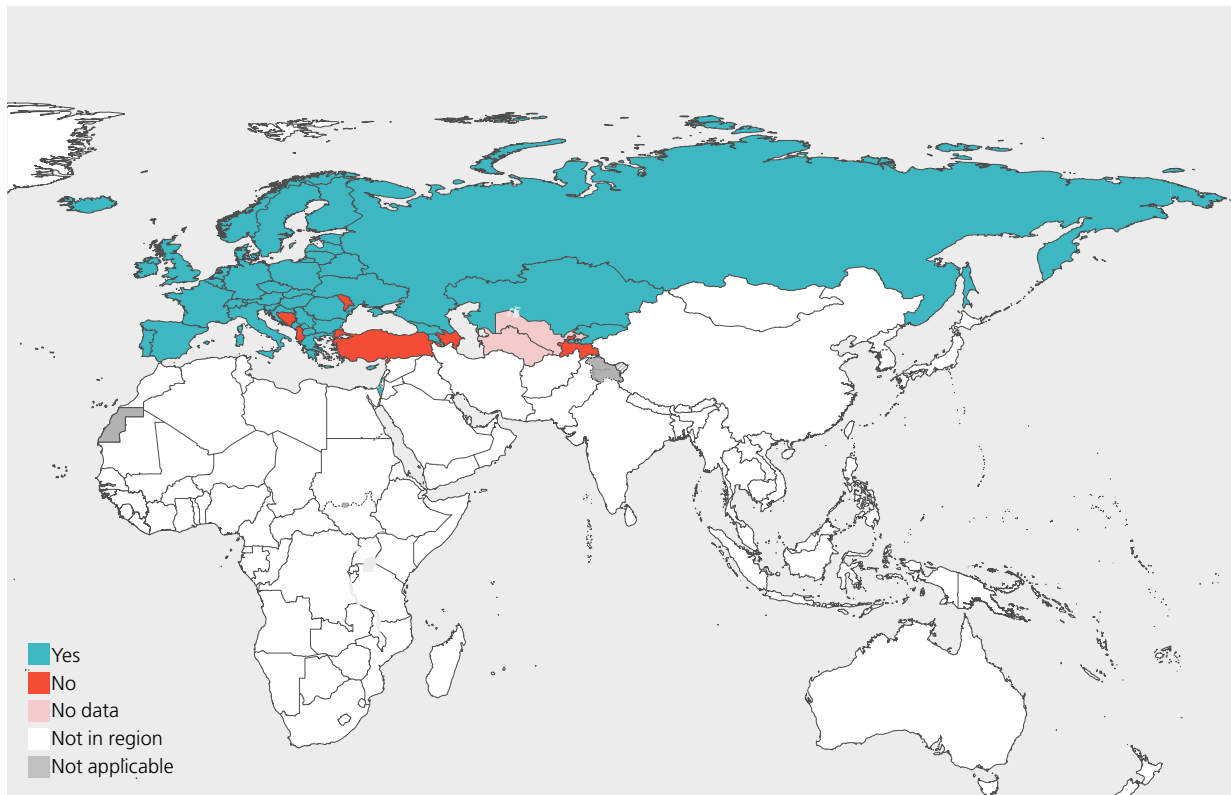 Yes
No
No data
Not in region
Not applicable